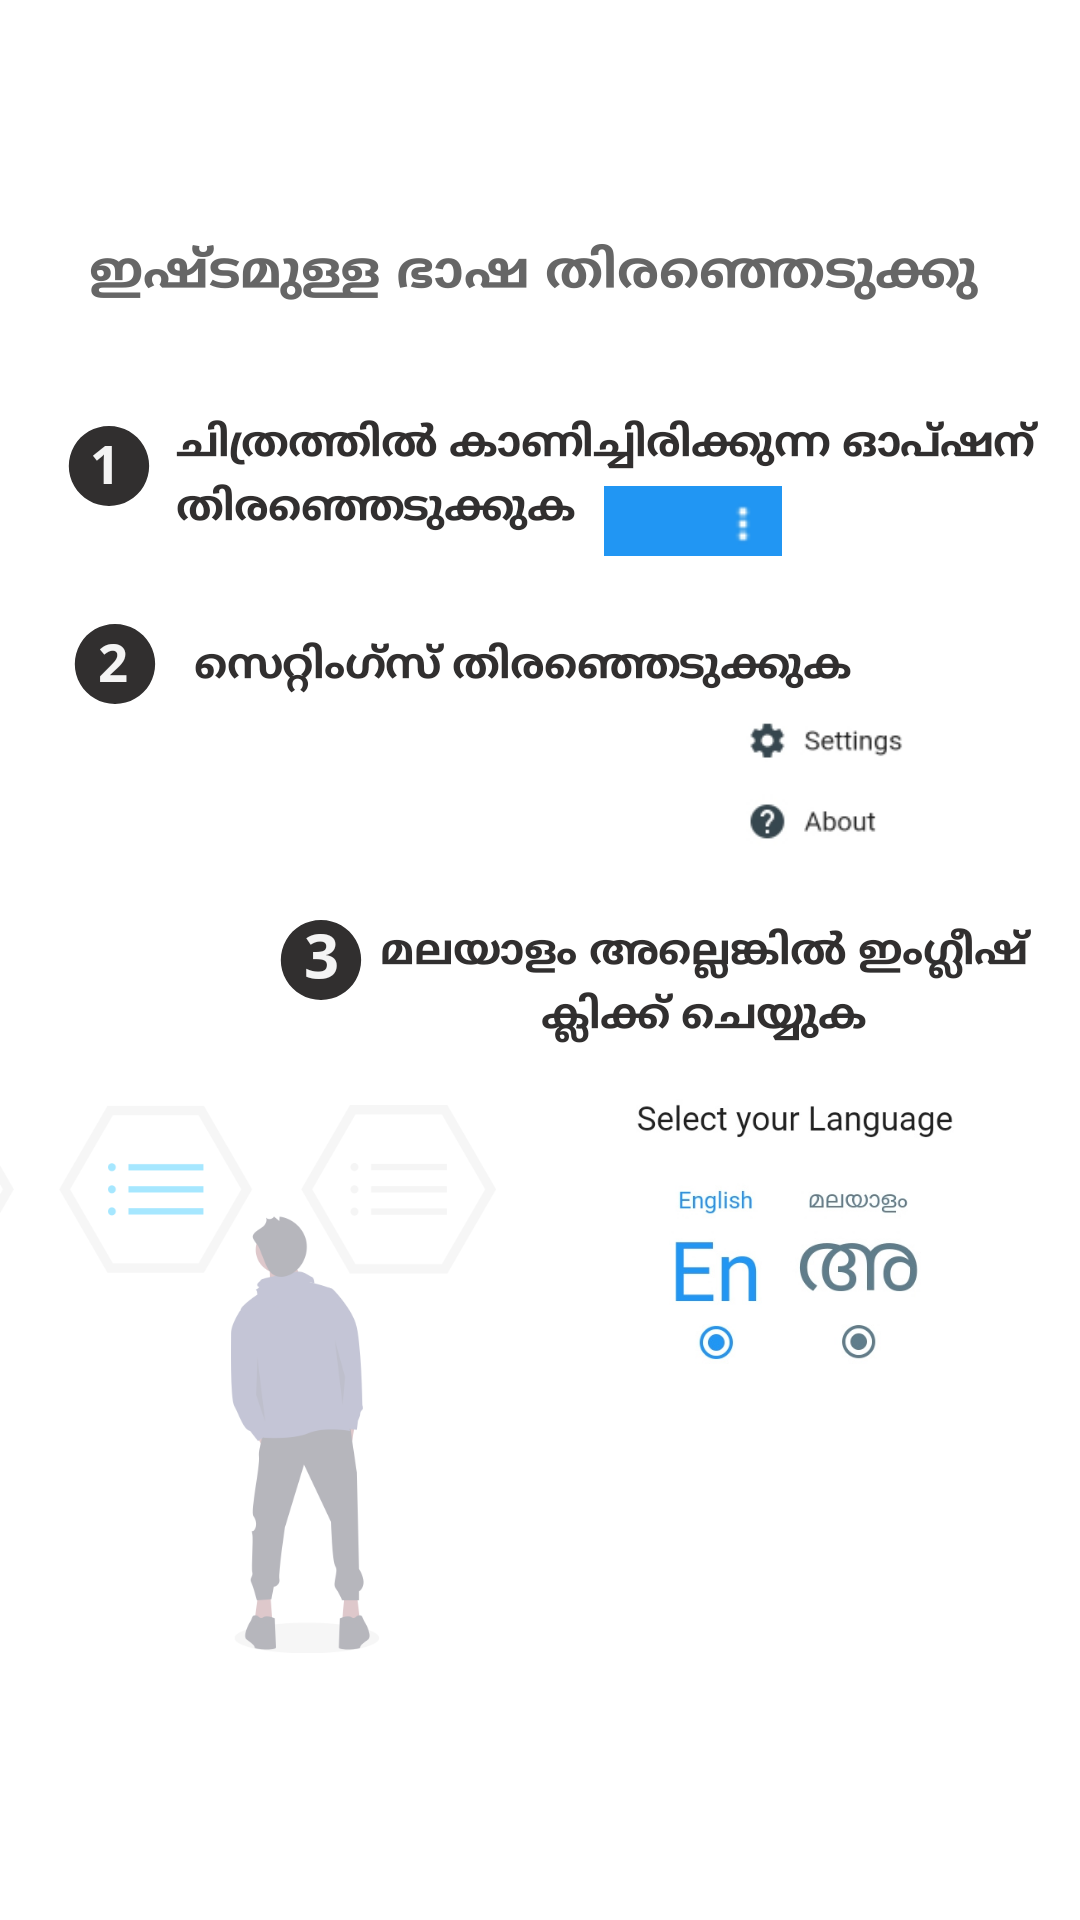 ഇഷ്ടമുള്ള ഭാഷ തിരഞ്ഞെടുക്കു
1 ചിത്രത്തിൽ കാണിച്ചിരിക്കുന്ന ഓപ്ഷന്
തിരഞ്ഞെടുക്കുക
2 സെറ്റിംഗ്സ് തിരഞ്ഞെടുക്കുക
Settings
About
3 മലയാളം അല്ലെങ്കിൽ ഇംഗ്ലീഷ്
ക്ലിക്ക് ചെയ്യുക
Select your Language
English മലയാളം
En അ